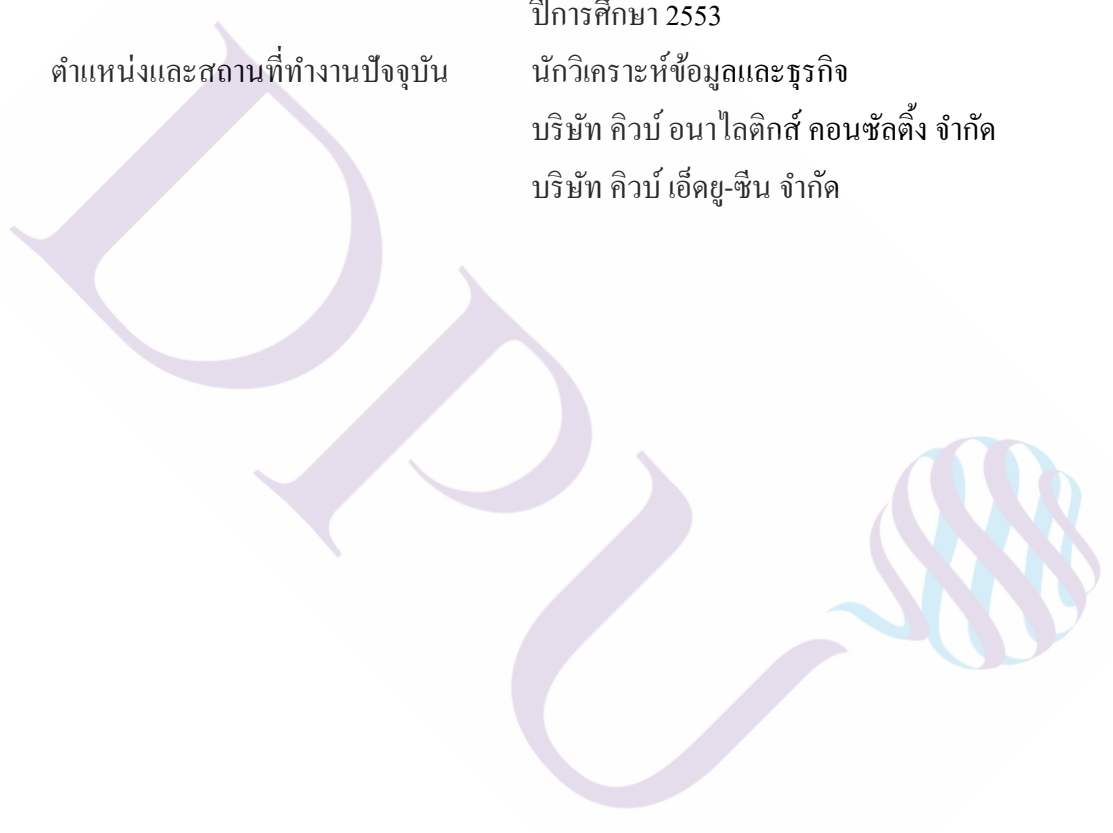 ปีการศึกษา 2553
ตำแหน่งและสถานที่ทำงานปัจจุบัน นักวิเคราะห์ข้อมูลและธุรกิจ
บริษัท คิวบ์ อนาไลติกส์ คอนซัลติ้ง จำกัด
บริษัท คิวบ์ เอ็ดยู-ซีน จำกัด
DPU